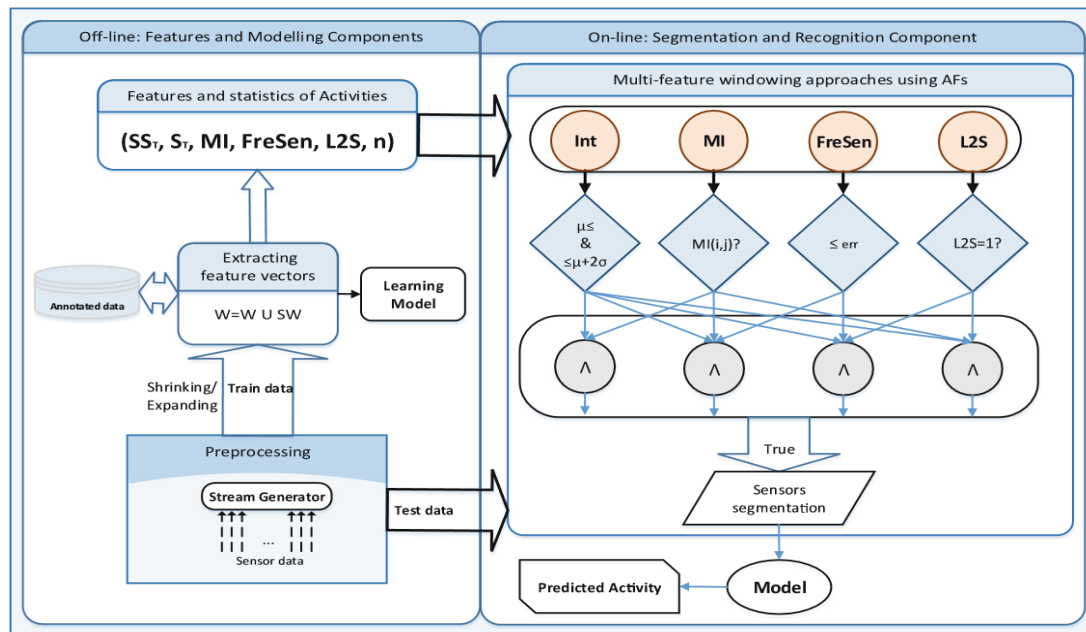 Off-line: Features and Modelling Components
Features and statistics of Activities
(SS_T, S_T, MI, FreSen, L2S, n)
Extracting
feature vectors
W=W U SW
Annotated data
Learning
Model
Shrinking/
Expanding
Train data
Preprocessing
Stream Generator
...
Sensor data
Test data
On-line: Segmentation and Recognition Component
Multi-feature windowing approaches using AFs
Int
MI
FreSen
L2S
μ≤
&
≤μ+2σ
MI(i,j)?
≤ err
L2S=1?
Λ
Λ
Λ
Λ
True
Sensors
segmentation
Predicted Activity
Model